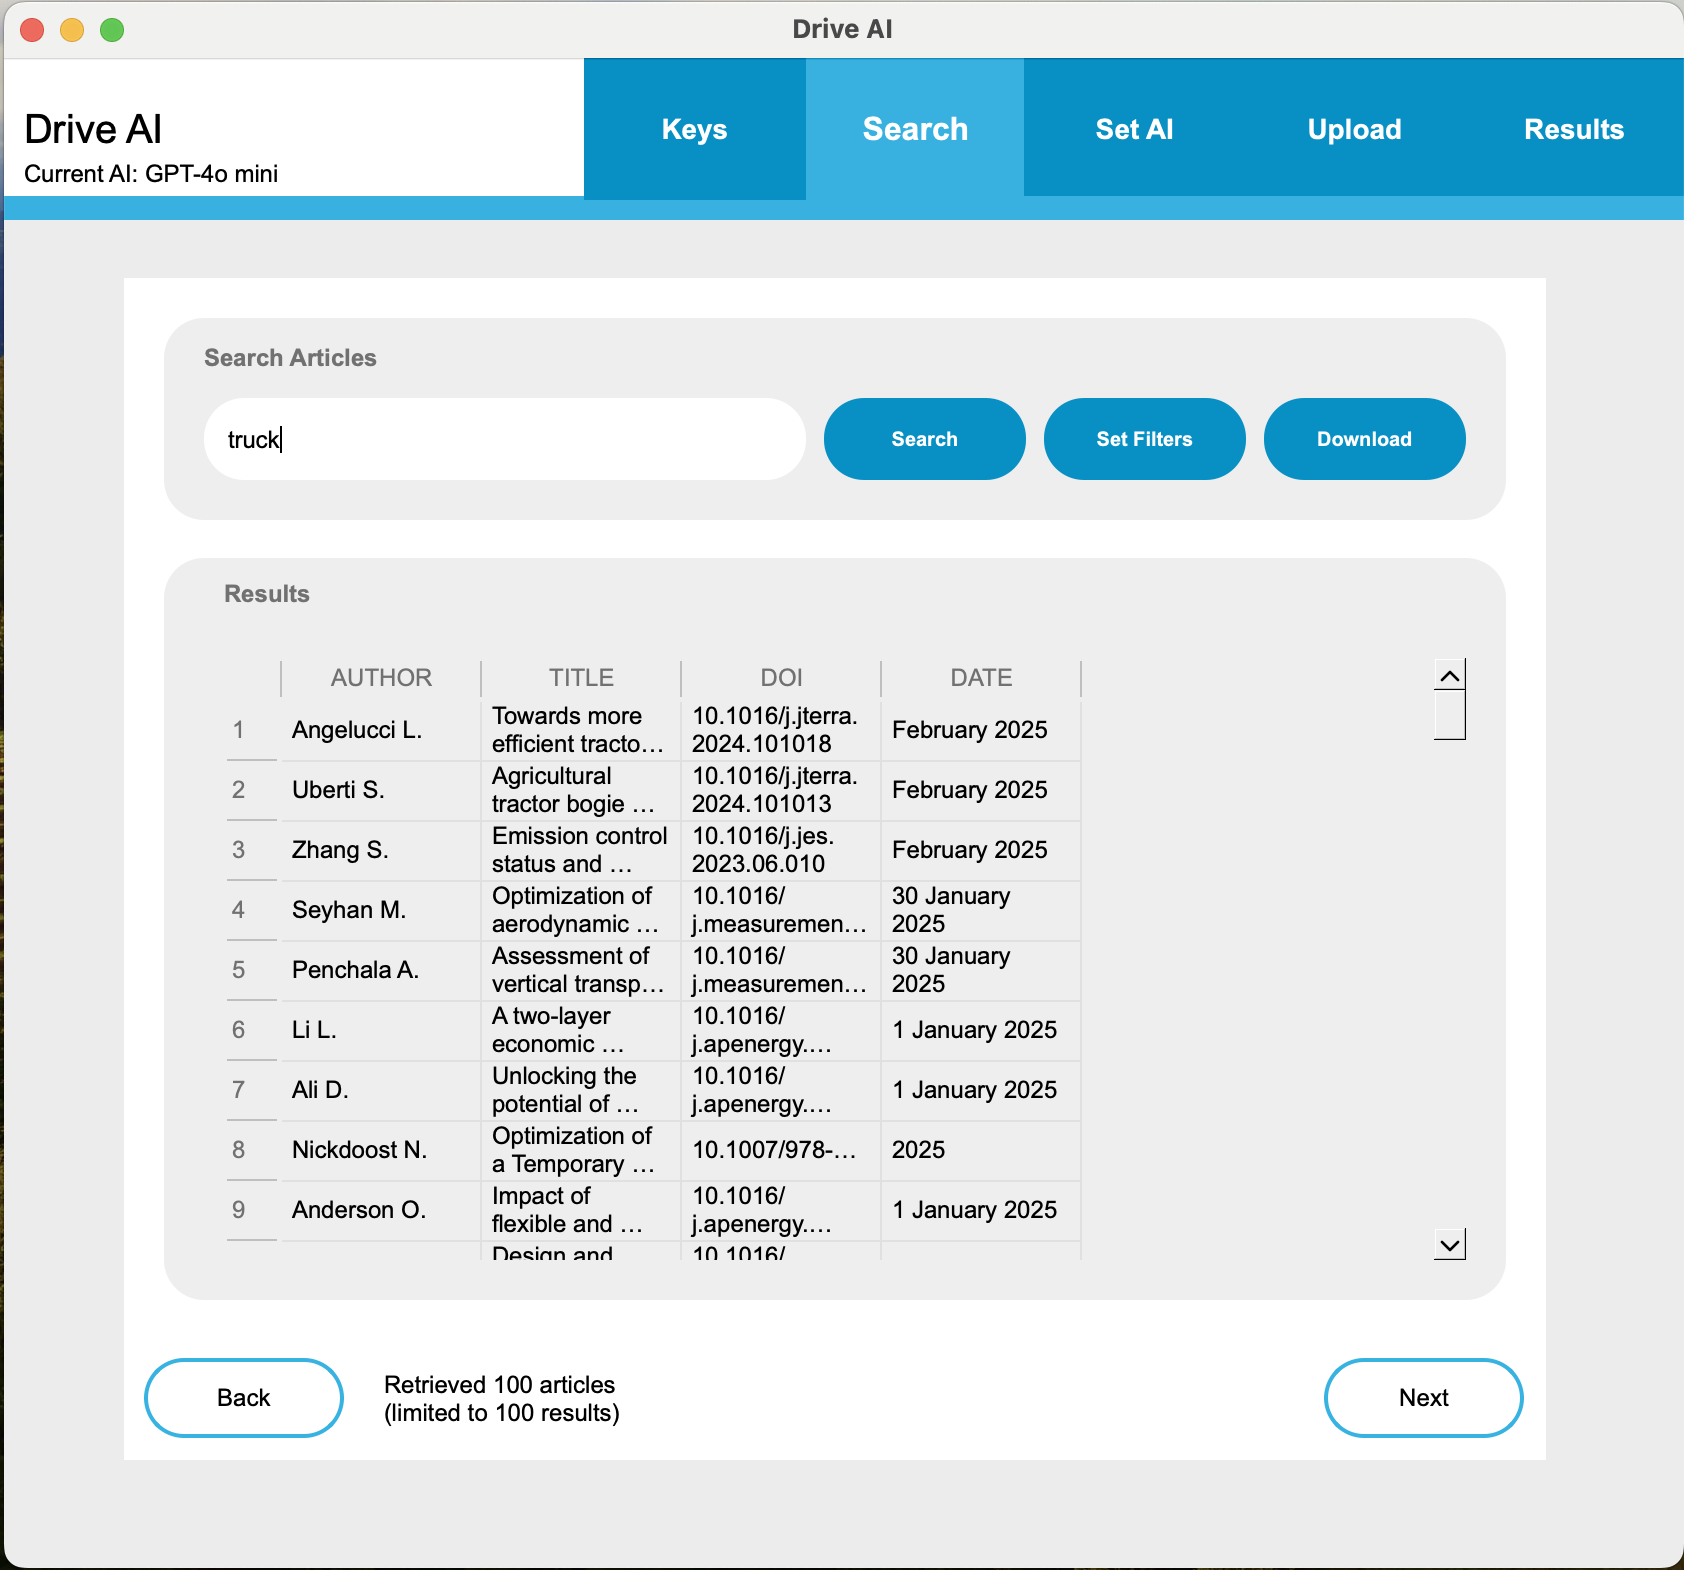 Drive AI
Drive AI
Current AI: GPT-4o mini
Keys
Search
Set AI
Upload
Results
Search Articles
truck
Search
Set Filters
Download
Results
AUTHOR TITLE DOI DATE
1 Angelucci L. Towards more efficient tracto... 10.1016/j.jterra.2024.101018 February 2025
2 Uberti S. Agricultural tractor bogie ... 10.1016/j.jterra.2024.101013 February 2025
3 Zhang S. Emission control status and ... 10.1016/j.jes.2023.06.010 February 2025
4 Seyhan M. Optimization of aerodynamic ... 10.1016/j.measuremen... 30 January 2025
5 Penchala A. Assessment of vertical transp... 10.1016/j.measuremen... 30 January 2025
6 Li L. A two-layer economic ... 10.1016/j.apenergy.... 1 January 2025
7 Ali D. Unlocking the potential of ... 10.1016/j.apenergy.... 1 January 2025
8 Nickdoost N. Optimization of a Temporary ... 10.1007/978-... 2025
9 Anderson O. Impact of flexible and ... 10.1016/j.apenergy.... 1 January 2025
Design and 10.1016/
Back
Retrieved 100 articles
(limited to 100 results)
Next